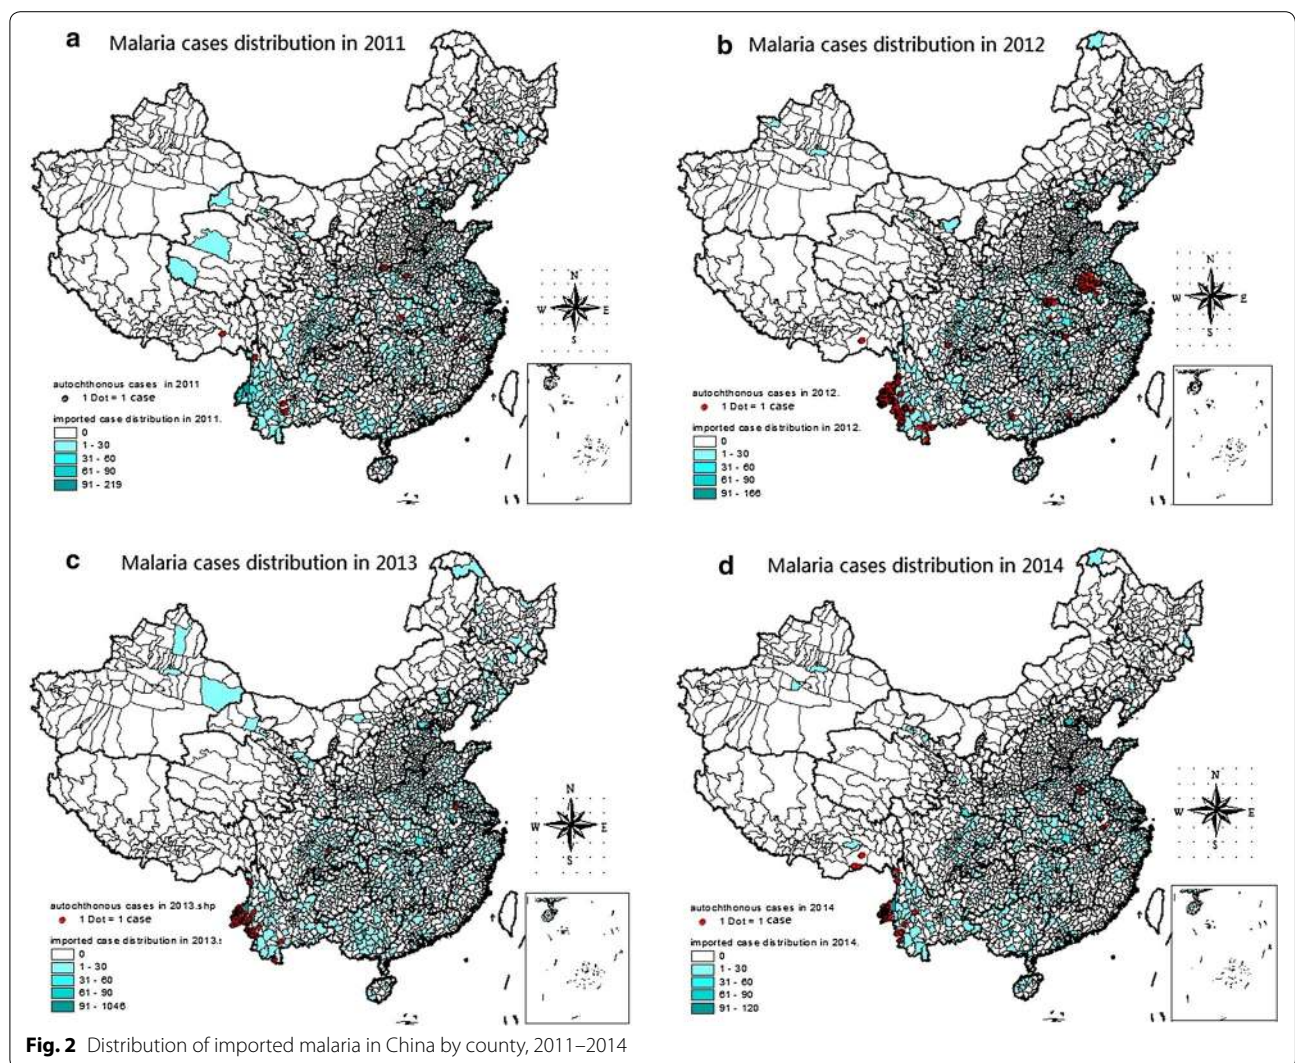 a Malaria cases distribution in 2011
N
W E
S
autochthonous cases in 2011
1 Dot = 1 case
imported case distribution in 2011.
0
1 - 30
31 - 60
61 - 90
91 - 219
b Malaria cases distribution in 2012
N
W E
S
autochthonous cases in 2012.
1 Dot = 1 case
imported case distribution in 2012.
0
1 - 30
31 - 60
61 - 90
91 - 166
c Malaria cases distribution in 2013
N
W E
S
autochthonous cases in 2013.shp
1 Dot = 1 case
imported case distribution in 2013.s
0
1 - 30
31 - 60
61 - 90
91 - 1046
d Malaria cases distribution in 2014
N
W E
S
autochthonous cases in 2014
1 Dot = 1 case
imported case distribution in 2014.
0
1 - 30
31 - 60
61 - 90
91 - 120
Fig. 2 Distribution of imported malaria in China by county, 2011–2014